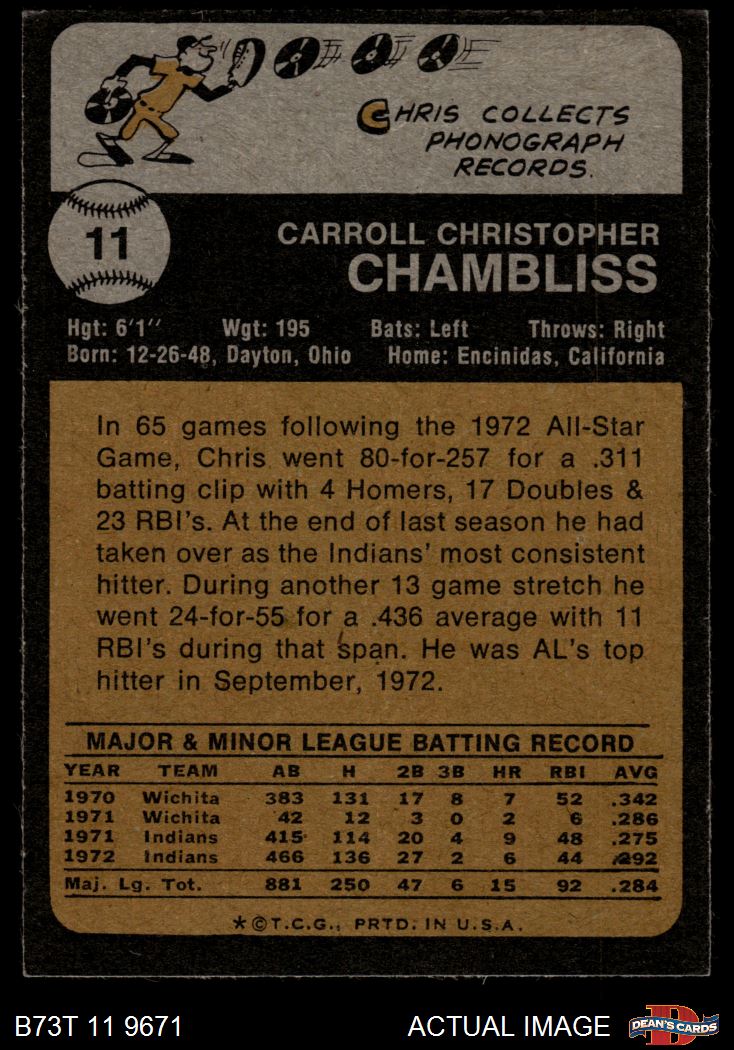 CHRIS COLLECTS
PHONOGRAPH
RECORDS.
11
CARROLL CHRISTOPHER
CHAMBLISS
Hgt: 6'1'' Wgt: 195 Bats: Left Throws: Right
Born: 12-26-48, Dayton, Ohio Home: Encinidas, California
In 65 games following the 1972 All-Star
Game, Chris went 80-for-257 for a .311
batting clip with 4 Homers, 17 Doubles &
23 RBI's. At the end of last season he had
taken over as the Indians' most consistent
hitter. During another 13 game stretch he
went 24-for-55 for a .436 average with 11
RBI's during that span. He was AL's top
hitter in September, 1972.
MAJOR & MINOR LEAGUE BATTING RECORD
YEAR TEAM AB H 2B 3B HR RBI AVG
1970 Wichita 383 131 17 8 7 52 .342
1971 Wichita 42 12 3 0 2 6 .286
1971 Indians 415 114 20 4 9 48 .275
1972 Indians 466 136 27 2 6 44 .292
Maj. Lg. Tot. 881 250 47 6 15 92 .284
*©T.C.G., PRTD. IN U.S.A.
B73T 11 9671 ACTUAL IMAGE D DEAN'S CARDS